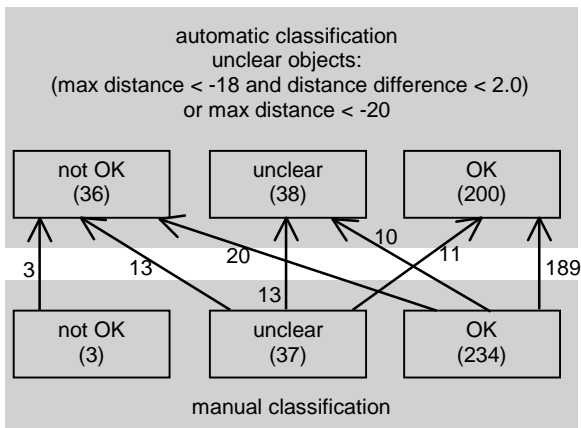 automatic classification
unclear objects:
(max distance < -18 and distance difference < 2.0)
or max distance < -20
not OK
(36)
unclear
(38)
OK
(200)
3
13
20
13
10
11
189
not OK
(3)
unclear
(37)
OK
(234)
manual classification